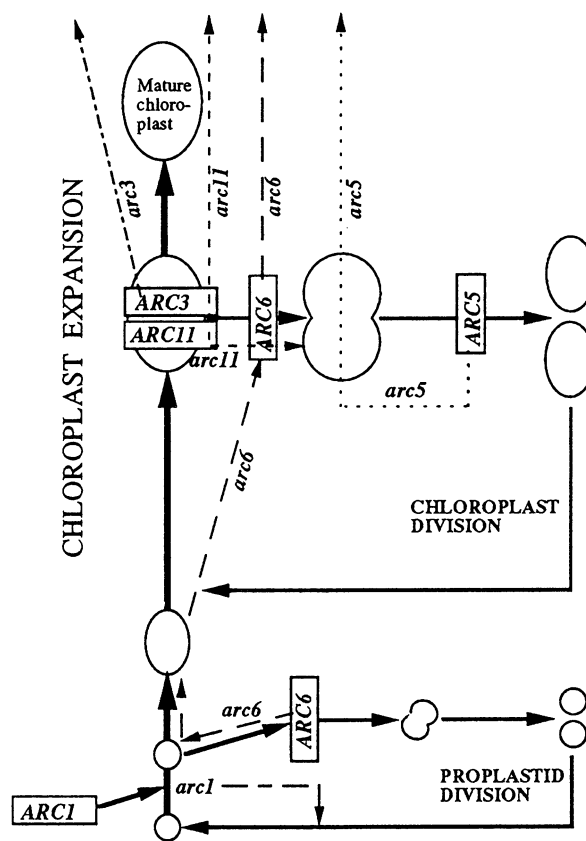 Mature
chloro-
plast
CHLOROPLAST EXPANSION
arc3
arc11
arc6
arc5
ARC3
ARC11
arc11
ARC6
ARC5
arc5
arc6
CHLOROPLAST
DIVISION
arc6
ARC6
ARC1
arc1
PROPLASTID
DIVISION